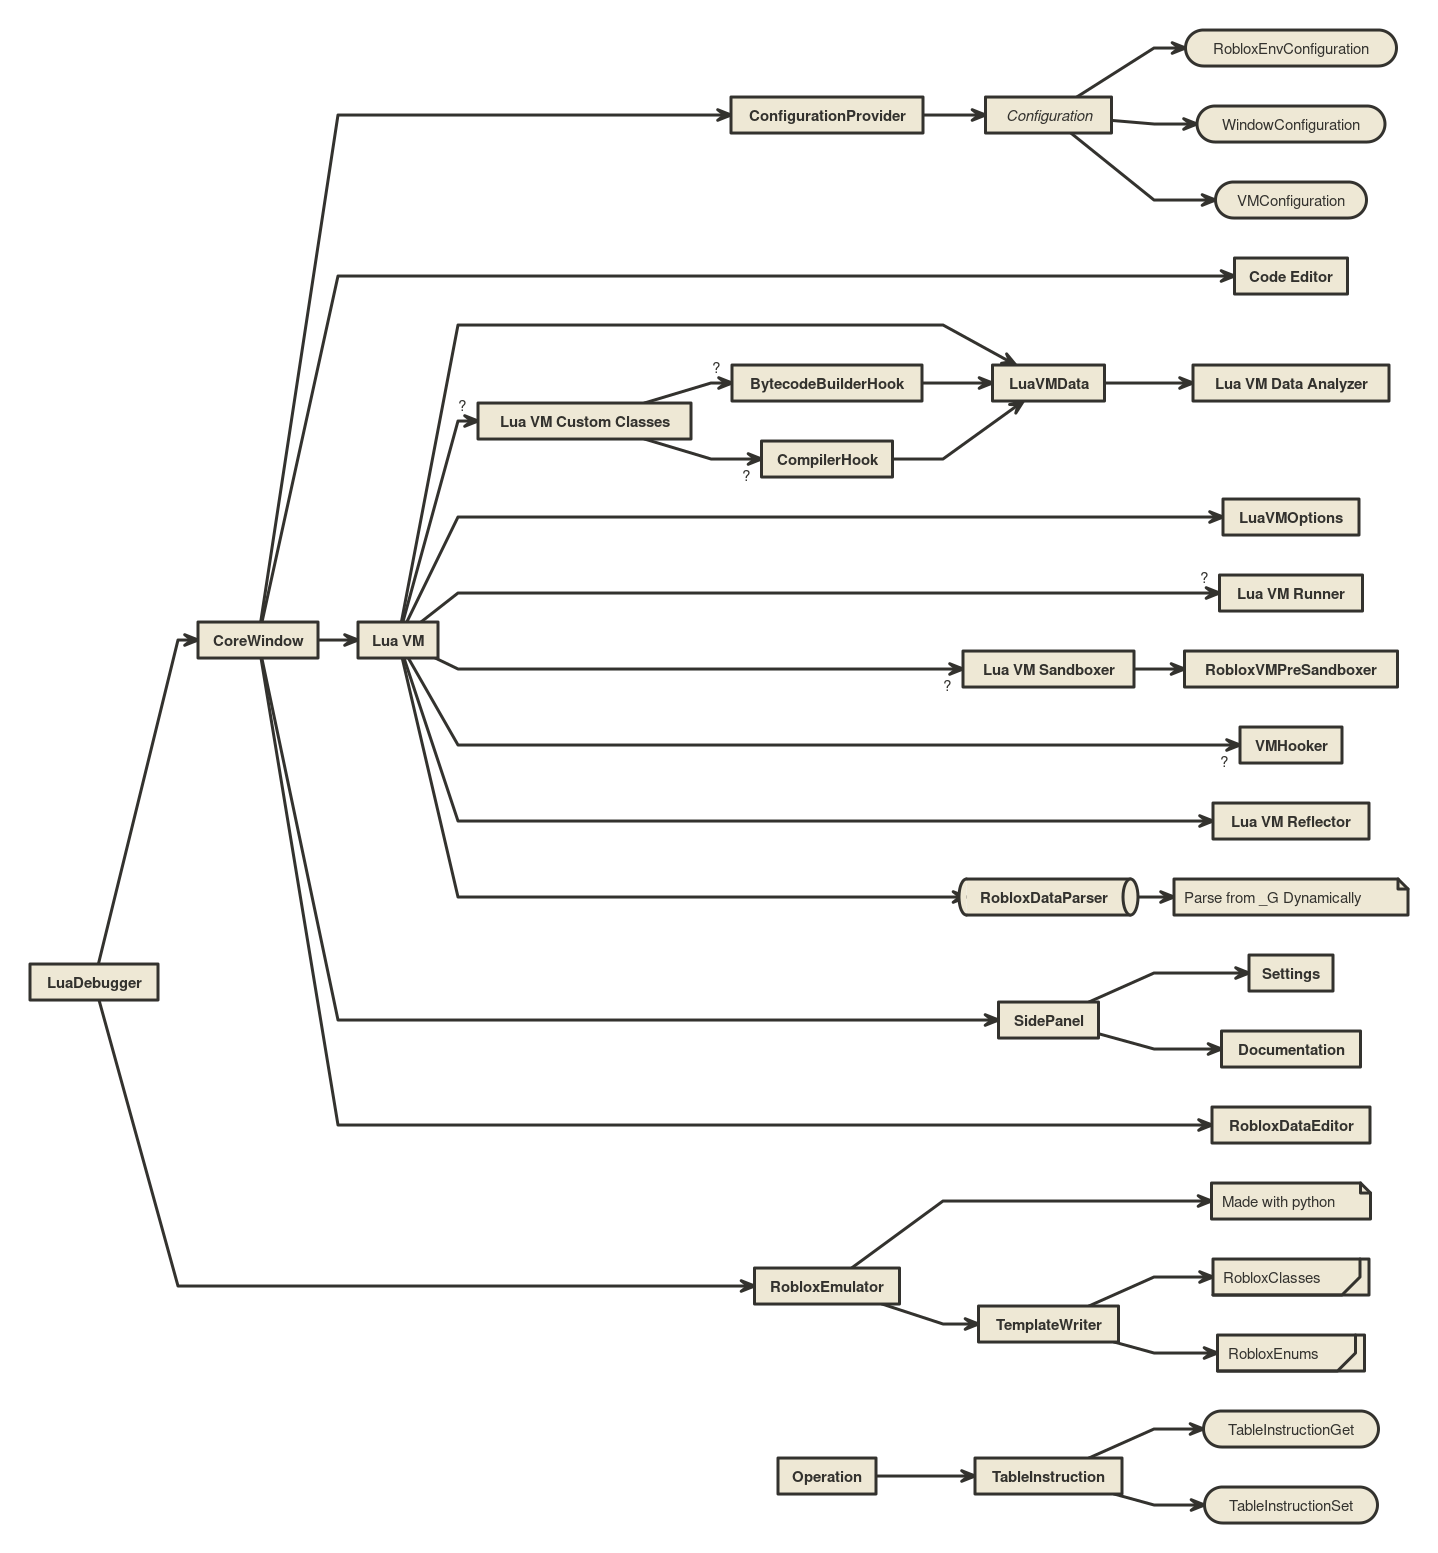 RobloxEnvConfiguration
ConfigurationProvider
Configuration
WindowConfiguration
VMConfiguration
Code Editor
?
BytecodeBuilderHook
LuaVMData
Lua VM Data Analyzer
?
Lua VM Custom Classes
CompilerHook
?
LuaVMOptions
?
Lua VM Runner
CoreWindow
Lua VM
Lua VM Sandboxer
RobloxVMPreSandboxer
?
VMHooker
?
Lua VM Reflector
RobloxDataParser
Parse from _G Dynamically
LuaDebugger
Settings
SidePanel
Documentation
RobloxDataEditor
Made with python
RobloxEmulator
RobloxClasses
TemplateWriter
RobloxEnums
TableInstructionGet
Operation
TableInstruction
TableInstructionSet